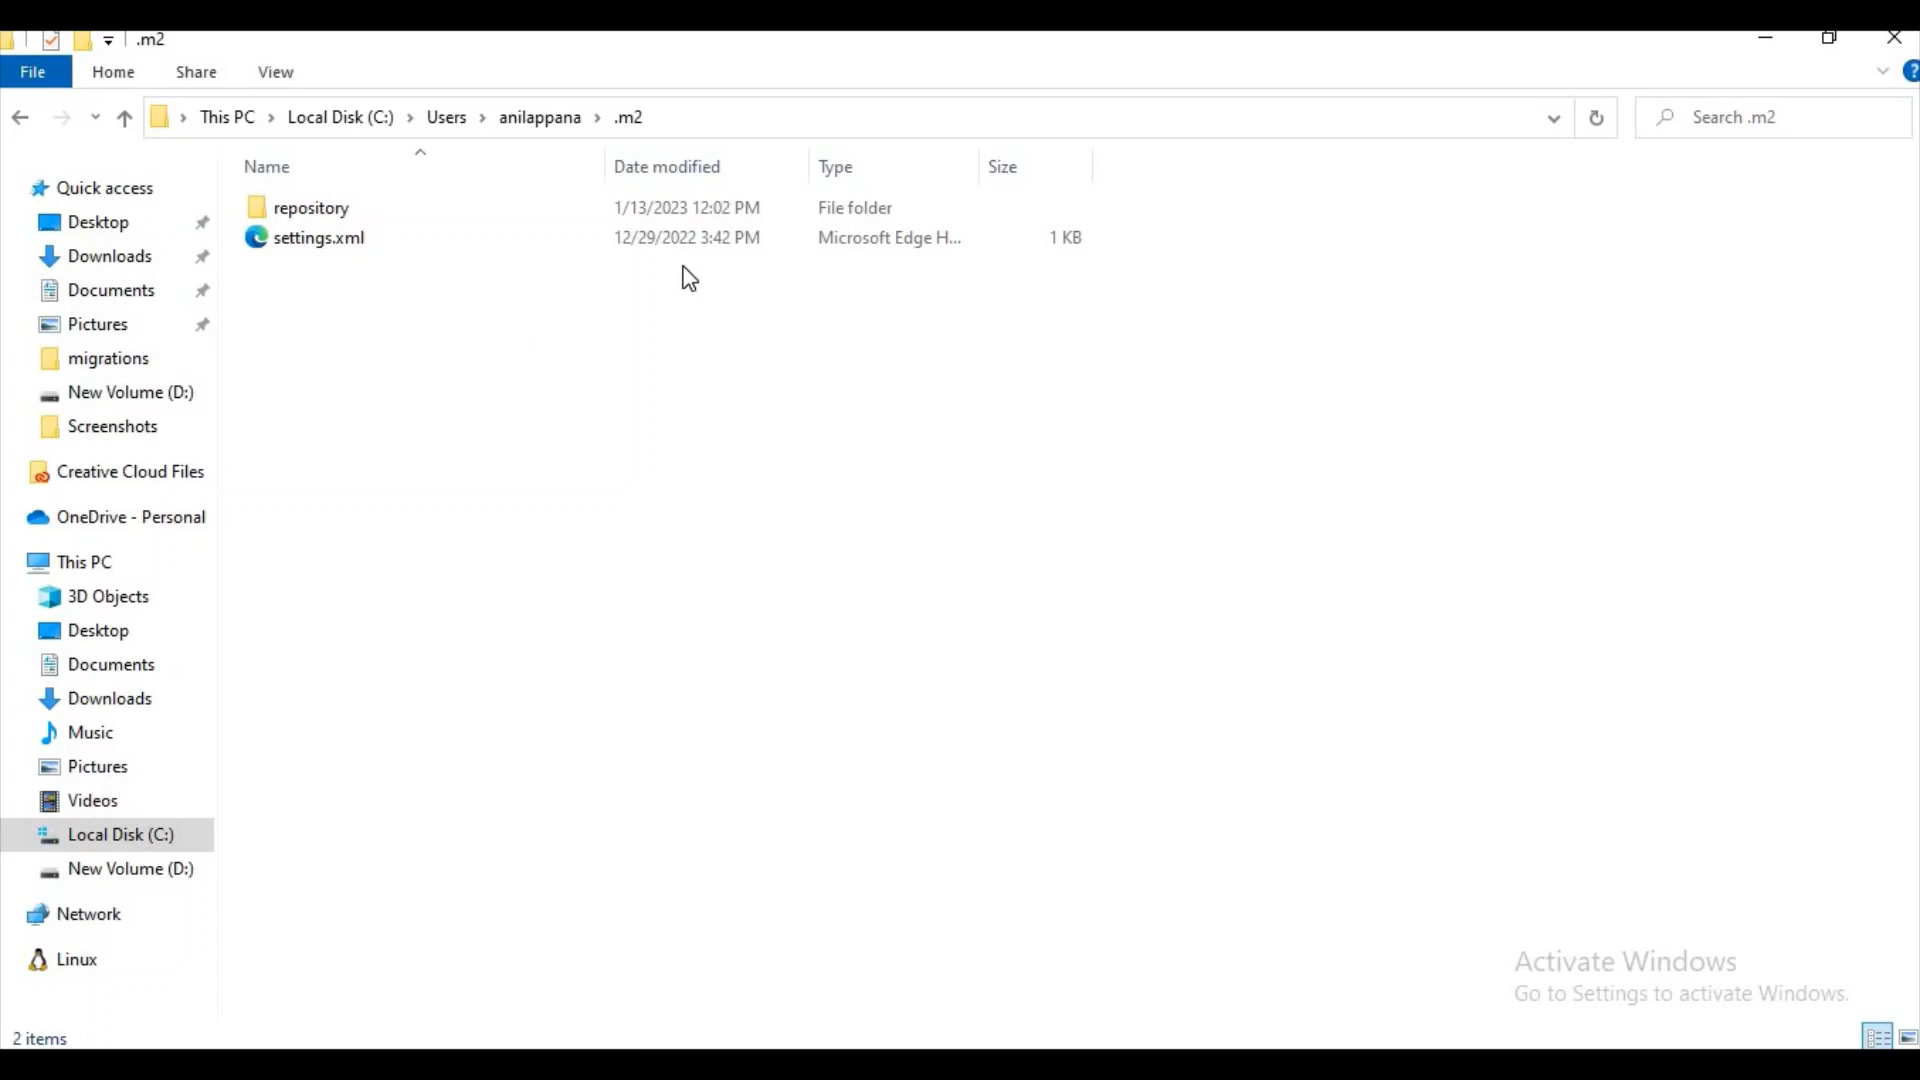 .m2
File Home Share View
?
› This PC › Local Disk (C:) › Users › anilappana › .m2
Search .m2
Name Date modified Type Size
repository 1/13/2023 12:02 PM File folder
settings.xml 12/29/2022 3:42 PM Microsoft Edge H... 1 KB
Quick access
Desktop
Downloads
Documents
Pictures
migrations
New Volume (D:)
Screenshots
Creative Cloud Files
OneDrive - Personal
This PC
3D Objects
Desktop
Documents
Downloads
Music
Pictures
Videos
Local Disk (C:)
New Volume (D:)
Network
Linux
Activate Windows
Go to Settings to activate Windows.
2 items